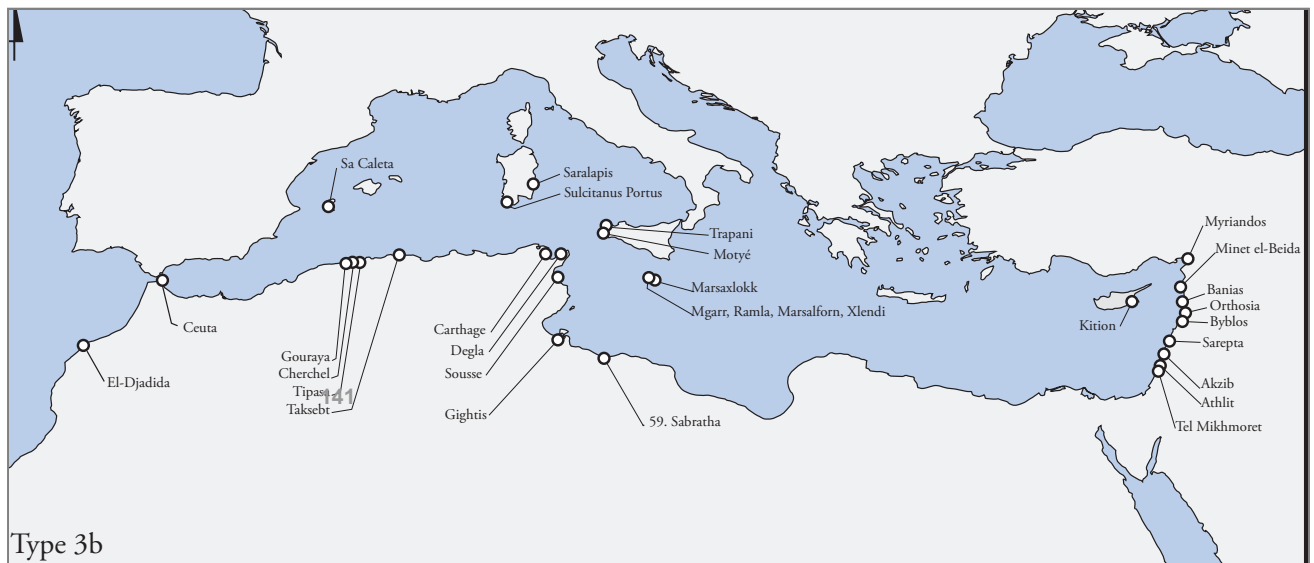 Sa Caleta
Saralapis
Sulcitanus Portus
Trapani
Motyé
Marsaxlokk
Mgarr, Ramla, Marsalforn, Xlendi
Myriandos
Minet el-Beida
Banias
Orthosia
Byblos
Kition
Sarepta
Akzib
Athlit
Tel Mikhmoret
Ceuta
El-Djadida
Gouraya
Cherchel
Tipasa
141
Taksebt
Carthage
Degla
Sousse
Gightis
59. Sabratha
Type 3b